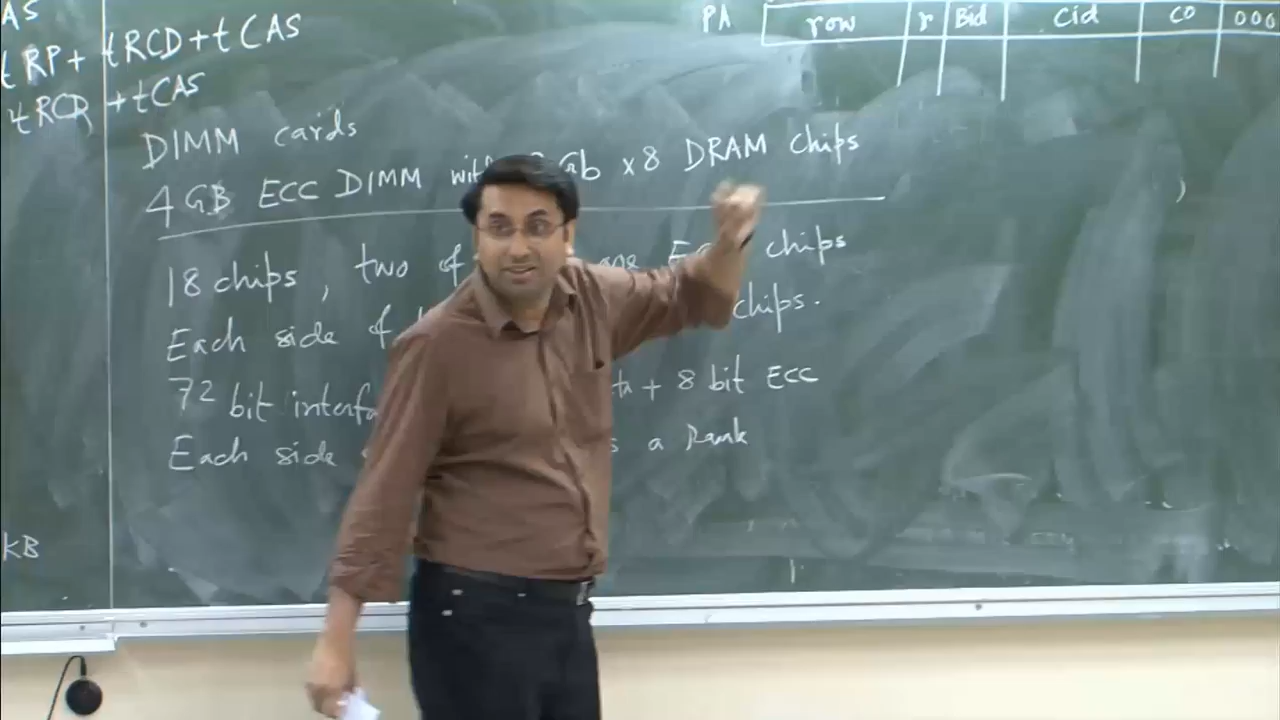 AS
tRP + tRCD + tCAS
tRCD + tCAS
PA row r Bid Cid CO 000
DIMM cards
4 GB ECC DIMM Gb x8 DRAM chips
18 chips, two of chips
Each side of chips.
72 bit + 8 bit ECC
Each side a Rank
KB